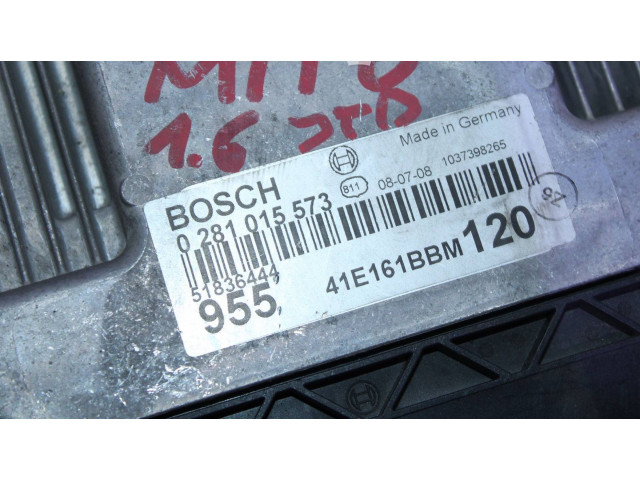 MITO
1.6 JTD
Made in Germany
BOSCH
811 08-07-08 1037398265
0 281 015 573
51836444
41E161BBM 120
955,